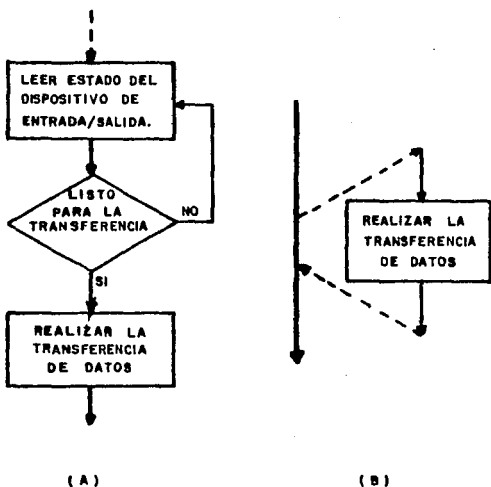 LEER ESTADO DEL
DISPOSITIVO DE
ENTRADA/SALIDA.
LISTO
PARA LA
TRANSFERENCIA
NO
SI
REALIZAR LA
TRANSFERENCIA
DE DATOS
(A)
REALIZAR LA
TRANSFERENCIA
DE DATOS
(B)